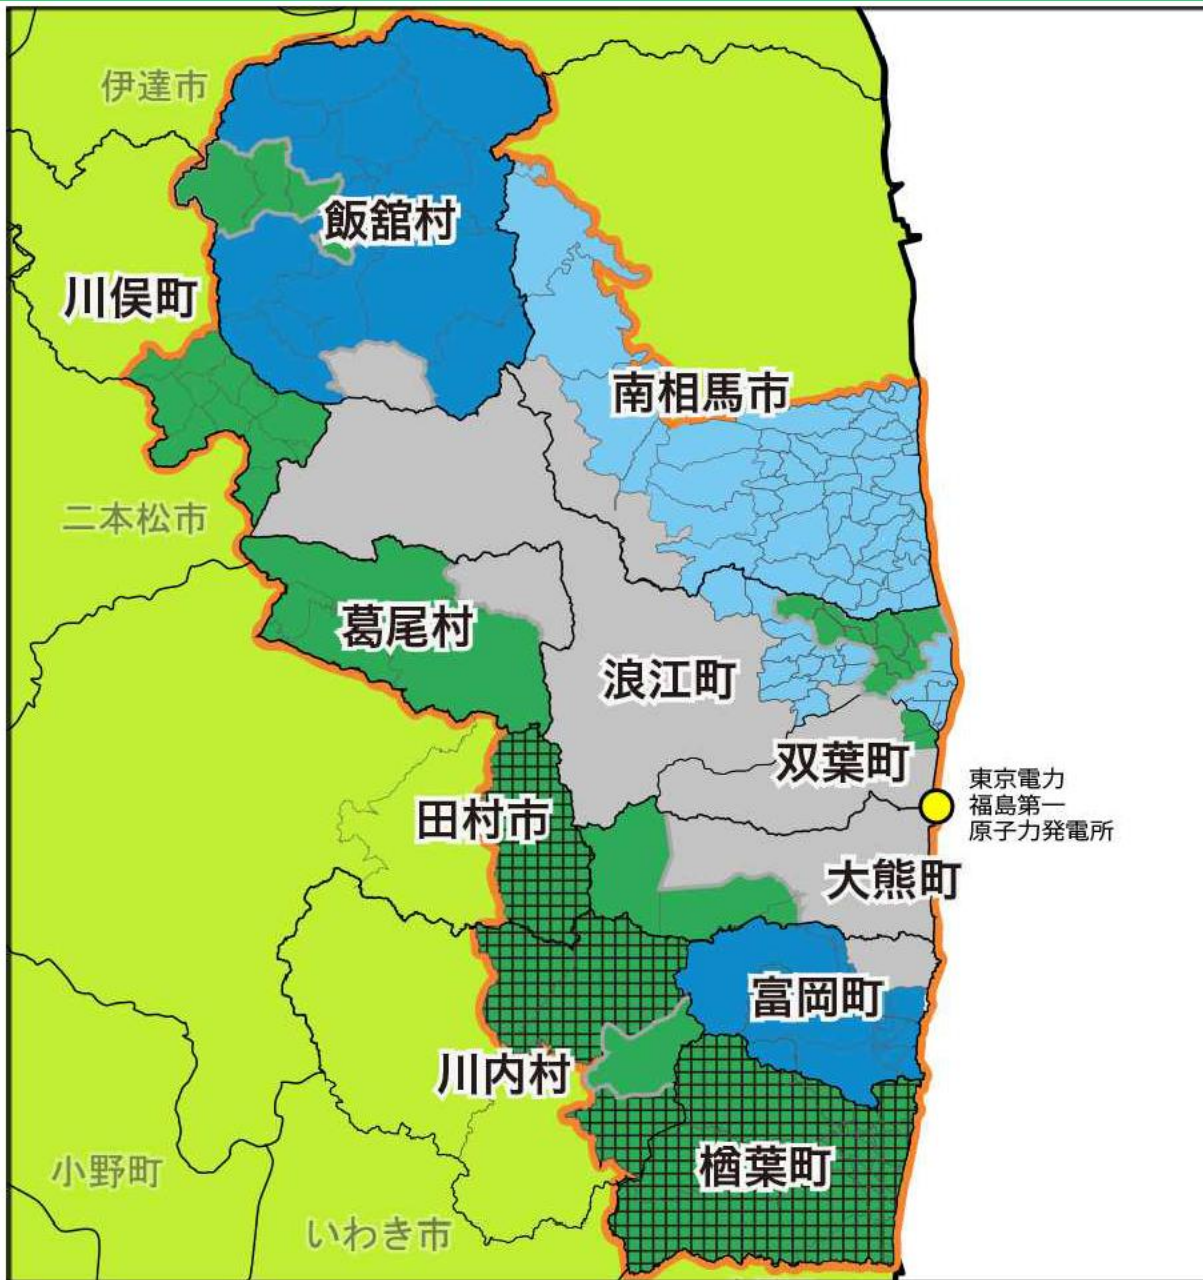 伊達市
飯舘村
川俣町
南相馬市
二本松市
葛尾村
浪江町
双葉町
東京電力
福島第一
原子力発電所
田村市
大熊町
富岡町
川内村
楢葉町
小野町
いわき市